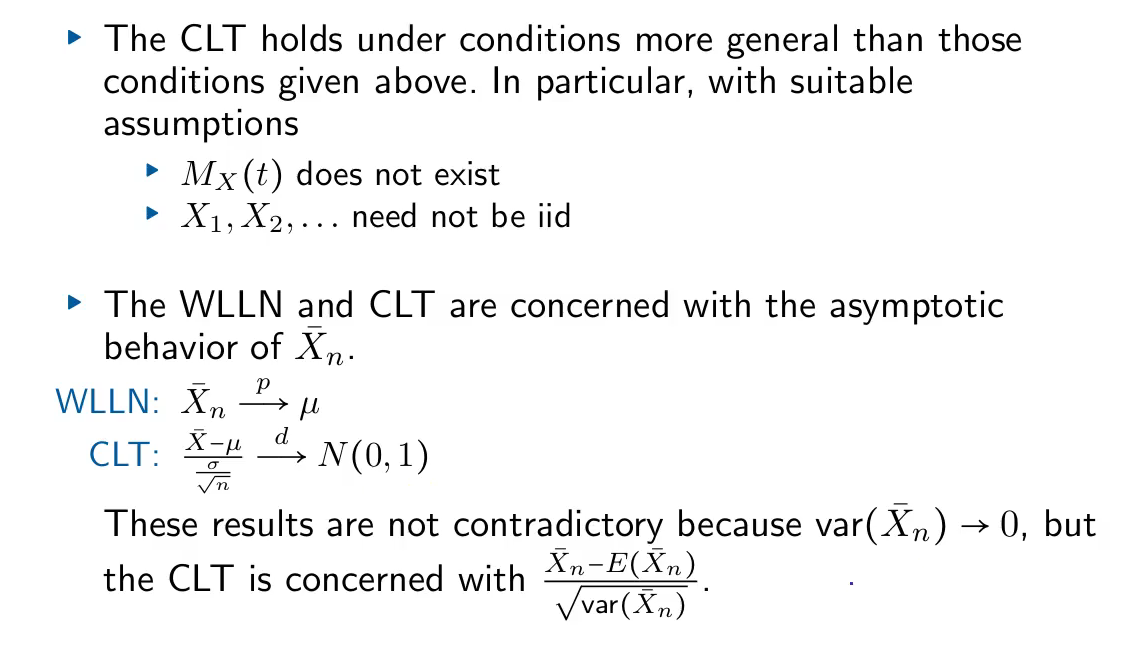 ▸ The CLT holds under conditions more general than those
conditions given above. In particular, with suitable
assumptions
▸ $M_X(t)$ does not exist
▸ $X_1, X_2, \ldots$ need not be iid
▸ The WLLN and CLT are concerned with the asymptotic
behavior of $\bar{X}_n$.
WLLN: $\bar{X}_n \xrightarrow{p} \mu$
CLT: $\frac{\bar{X}-\mu}{\frac{\sigma}{\sqrt{n}}} \xrightarrow{d} N(0,1)$
These results are not contradictory because $\text{var}(\bar{X}_n) \to 0$, but
the CLT is concerned with $\frac{\bar{X}_n - E(\bar{X}_n)}{\sqrt{\text{var}(\bar{X}_n)}}$.